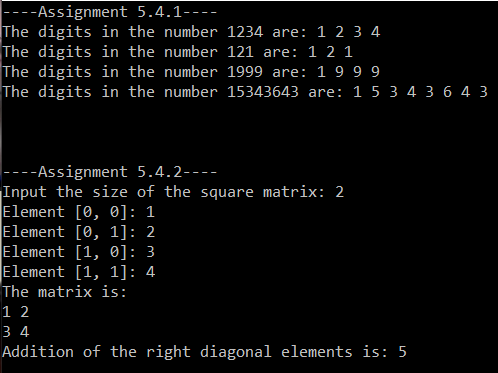 ----Assignment 5.4.1----
The digits in the number 1234 are: 1 2 3 4
The digits in the number 121 are: 1 2 1
The digits in the number 1999 are: 1 9 9 9
The digits in the number 15343643 are: 1 5 3 4 3 6 4 3
----Assignment 5.4.2----
Input the size of the square matrix: 2
Element [0, 0]: 1
Element [0, 1]: 2
Element [1, 0]: 3
Element [1, 1]: 4
The matrix is:
1 2
3 4
Addition of the right diagonal elements is: 5